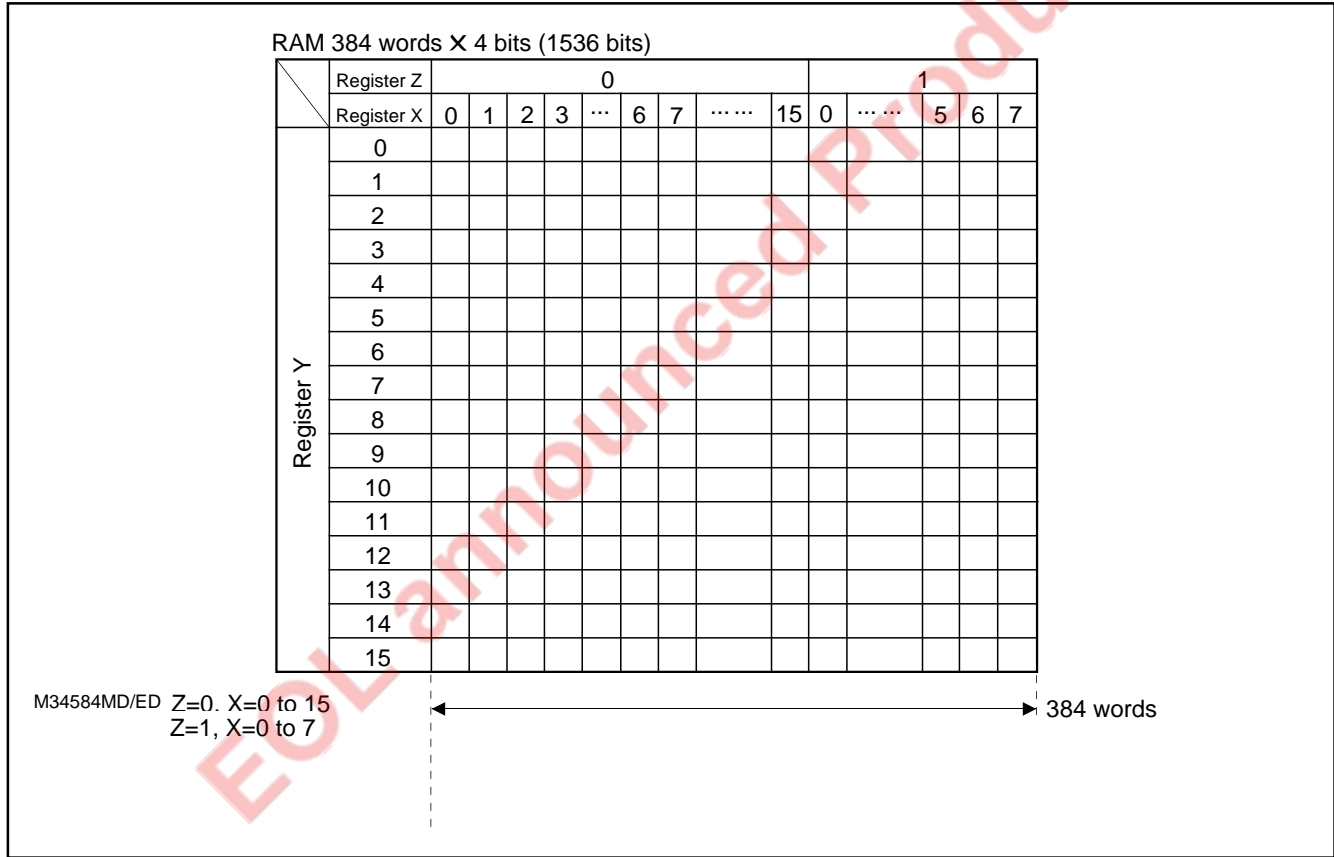 RAM 384 words X 4 bits (1536 bits)
Register Z 0 1
Register X 0 1 2 3 ... 6 7 ... ... 15 0 ... ... 5 6 7
Register Y
0
1
2
3
4
5
6
7
8
9
10
11
12
13
14
15
M34584MD/ED Z=0, X=0 to 15
Z=1, X=0 to 7
384 words
EOL announced Produ